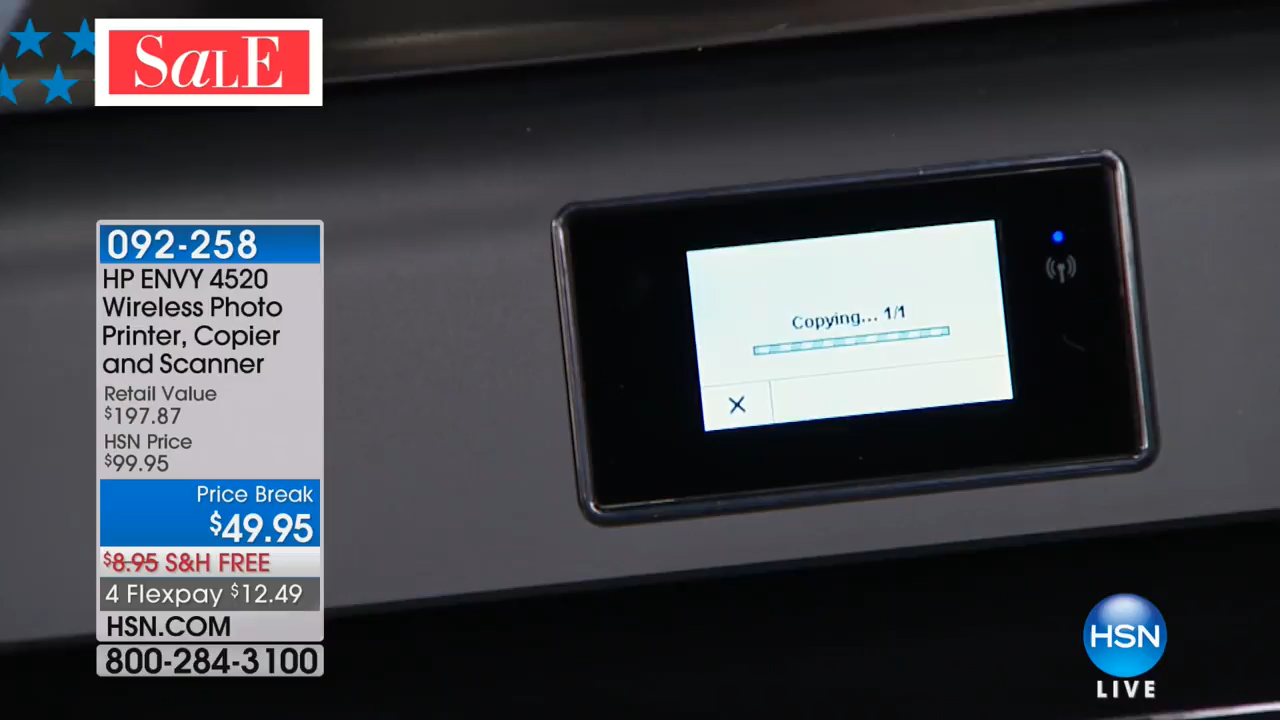 SaLE
092-258
HP ENVY 4520
Wireless Photo
Printer, Copier
and Scanner
Retail Value
$197.87
HSN Price
$99.95
Price Break
$49.95
$8.95 S&H FREE
4 Flexpay $12.49
HSN.COM
800-284-3100
Copying... 1/1
HSN
LIVE